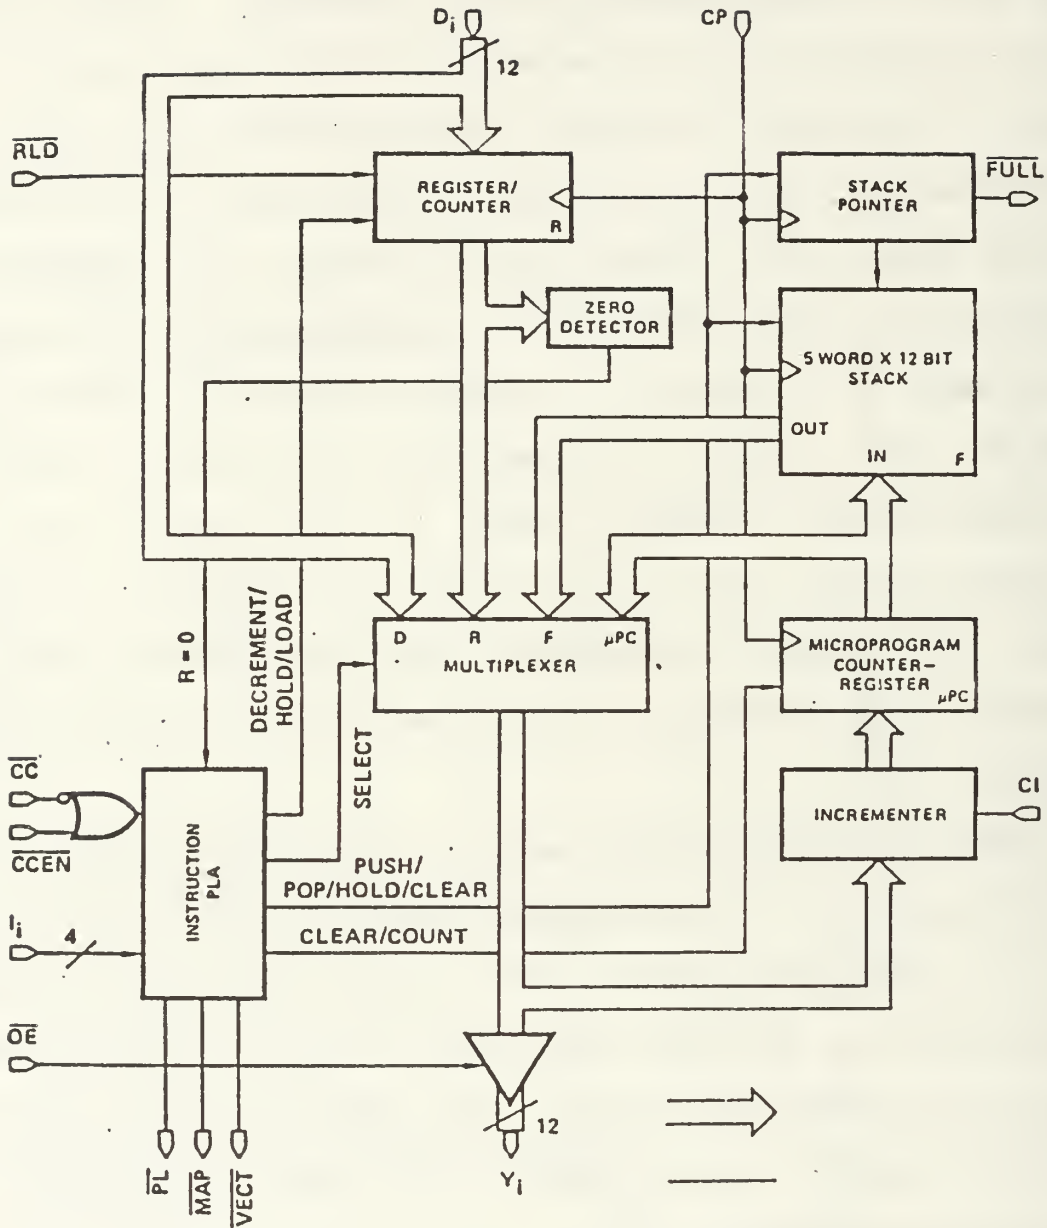 Di
12
CP
RLD
REGISTER/
COUNTER
R
STACK
POINTER
FULL
ZERO
DETECTOR
5 WORD X 12 BIT
STACK
OUT
IN
F
R = 0
DECREMENT/
HOLD/LOAD
D
R
F
µPC
MULTIPLEXER
MICROPROGRAM
COUNTER-
REGISTER
µPC
SELECT
CC
CCEN
INSTRUCTION
PLA
INCREMENTER
CI
PUSH/
POP/HOLD/CLEAR
Ii
4
CLEAR/COUNT
OE
12
Yi
PL
MAP
VECT